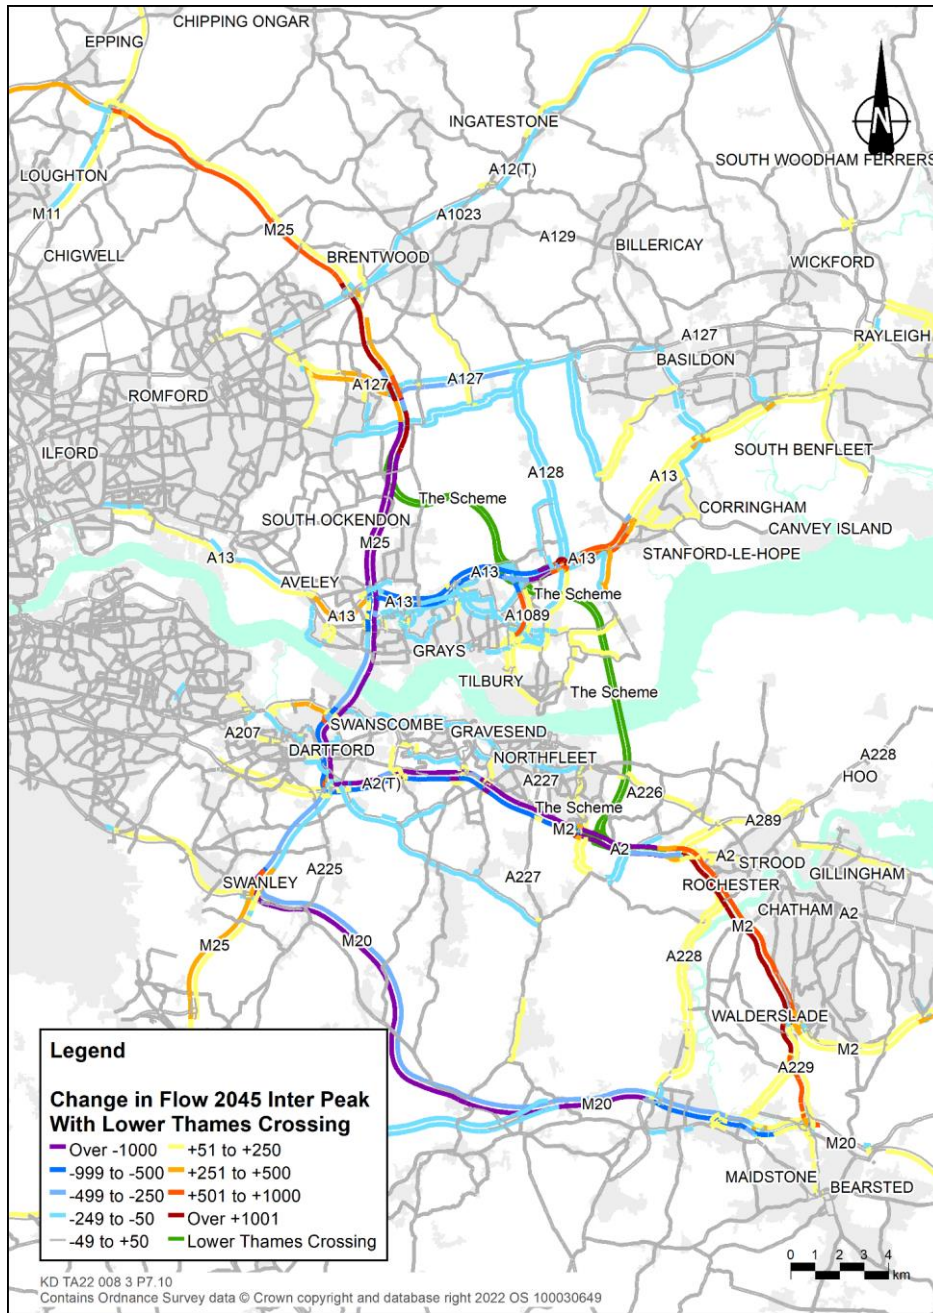 CHIPPING ONGAR
EPPING
INGATESTONE
N
SOUTH WOODHAM FERRERS
LOUGHTON
A12(T)
M11
A1023
M25
A129
BILLERICAY
CHIGWELL
BRENTWOOD
WICKFORD
A127
RAYLEIGH
BASILDON
A127
A127
ROMFORD
ILFORD
SOUTH BENFLEET
A128
A13
The Scheme
CORRINGHAM
SOUTH OCKENDON
CANVEY ISLAND
M25
STANFORD-LE-HOPE
A13
A13
A13
AVELEY
The Scheme
A13
A13
A1089
GRAYS
TILBURY
The Scheme
SWANSCOMBE
A207
GRAVESEND
DARTFORD
NORTHFLEET
A228
HOO
A2(T)
A227
A226
The Scheme
A289
M2
A2
A2
STROOD
GILLINGHAM
A225
SWANLEY
A227
ROCHESTER
CHATHAM
A2
M2
M25
M20
A228
WALDERSLADE
M2
A229
M20
M20
MAIDSTONE
BEARSTED
Legend
Change in Flow 2045 Inter Peak
With Lower Thames Crossing
Over -1000
+51 to +250
-999 to -500
+251 to +500
-499 to -250
+501 to +1000
-249 to -50
Over +1001
-49 to +50
Lower Thames Crossing
0 1 2 3 4
km
KD TA22 008 3 P7.10
Contains Ordnance Survey data © Crown copyright and database right 2022 OS 100030649